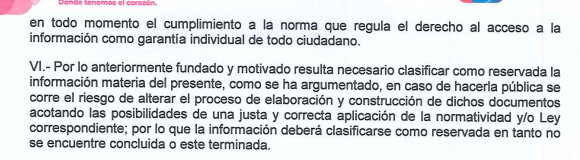 Donde tenemos el corazón.
en todo momento el cumplimiento a la norma que regula el derecho al acceso a la
información como garantía individual de todo ciudadano.
VI.- Por lo anteriormente fundado y motivado resulta necesario clasificar como reservada la
información materia del presente, como se ha argumentado, en caso de hacerla pública se
corre el riesgo de alterar el proceso de elaboración y construcción de dichos documentos
acotando las posibilidades de una justa y correcta aplicación de la normatividad y/o Ley
correspondiente; por lo que la información deberá clasificarse como reservada en tanto no
se encuentre concluida o este terminada.